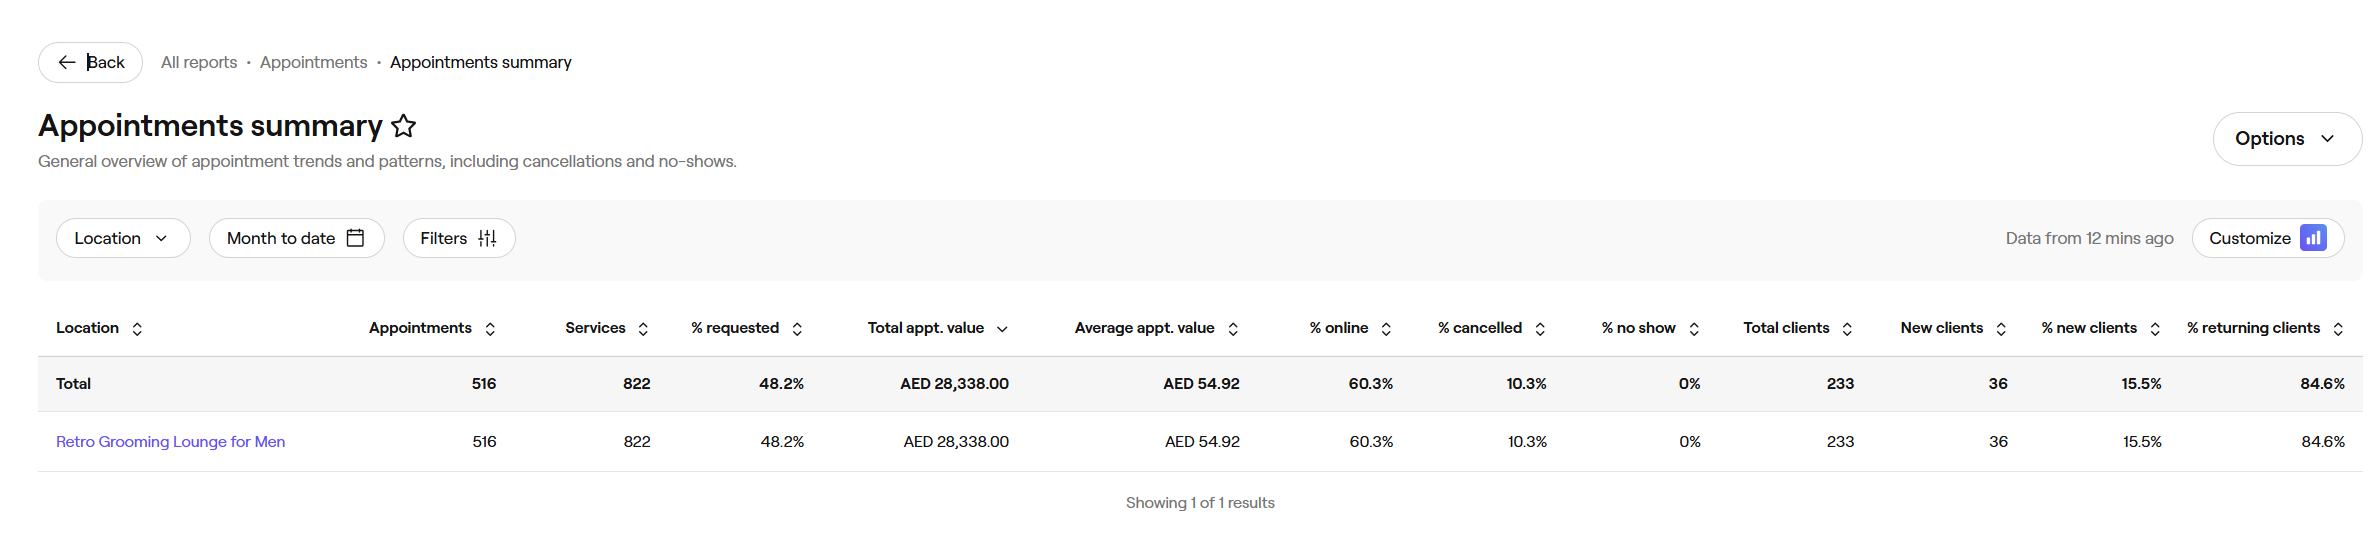 Back All reports • Appointments • Appointments summary
Appointments summary
General overview of appointment trends and patterns, including cancellations and no-shows.
Options
Location Month to date Filters Data from 12 mins ago Customize
Location Appointments Services % requested Total appt. value Average appt. value % online % cancelled % no show Total clients New clients % new clients % returning clients
Total 516 822 48.2% AED 28,338.00 AED 54.92 60.3% 10.3% 0% 233 36 15.5% 84.6%
Retro Grooming Lounge for Men 516 822 48.2% AED 28,338.00 AED 54.92 60.3% 10.3% 0% 233 36 15.5% 84.6%
Showing 1 of 1 results